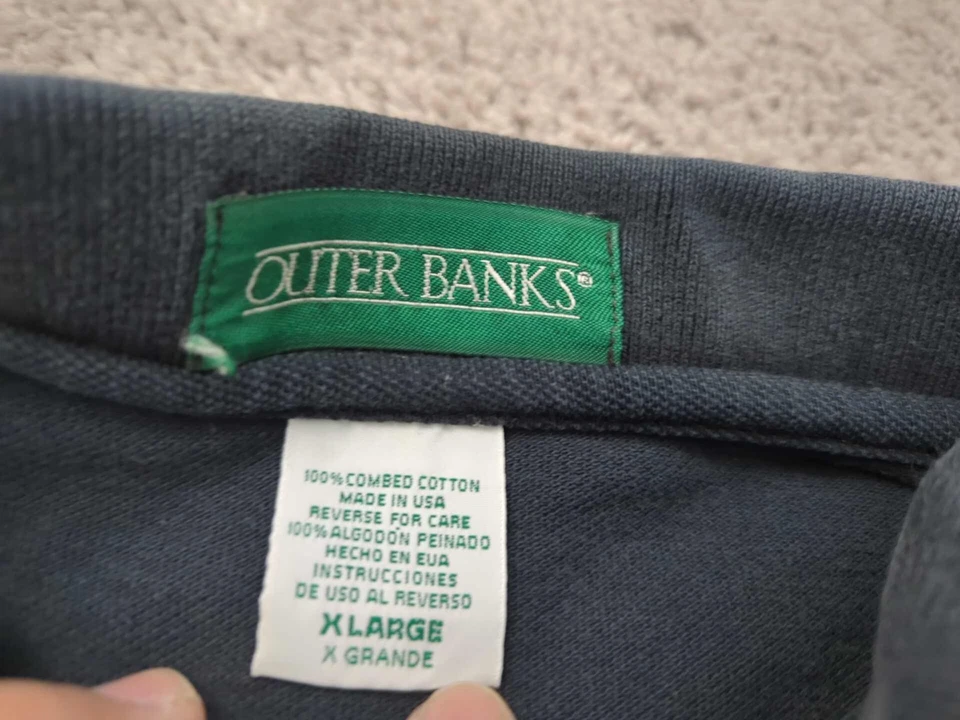 OUTER BANKS®
100% COMBED COTTON
MADE IN USA
REVERSE FOR CARE
100% ALGODÓN PEINADO
HECHO EN EUA
INSTRUCCIONES
DE USO AL REVERSO
X LARGE
X GRANDE